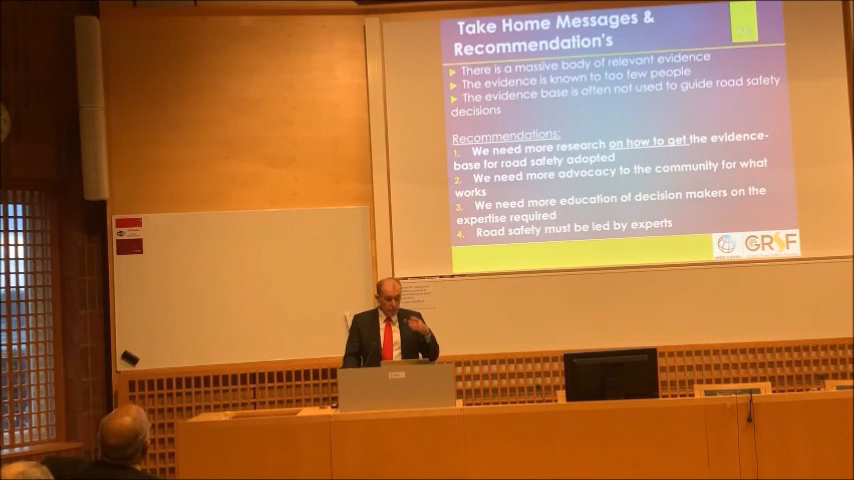 Take Home Messages &
Recommendation's
There is a massive body of relevant evidence
The evidence is known to too few people
The evidence base is often not used to guide road safety
decisions
Recommendations:
1. We need more research on how to get the evidence-
base for road safety adopted
2. We need more advocacy to the community for what
works
3. We need more education of decision makers on the
expertise required
4. Road safety must be led by experts
GRSF